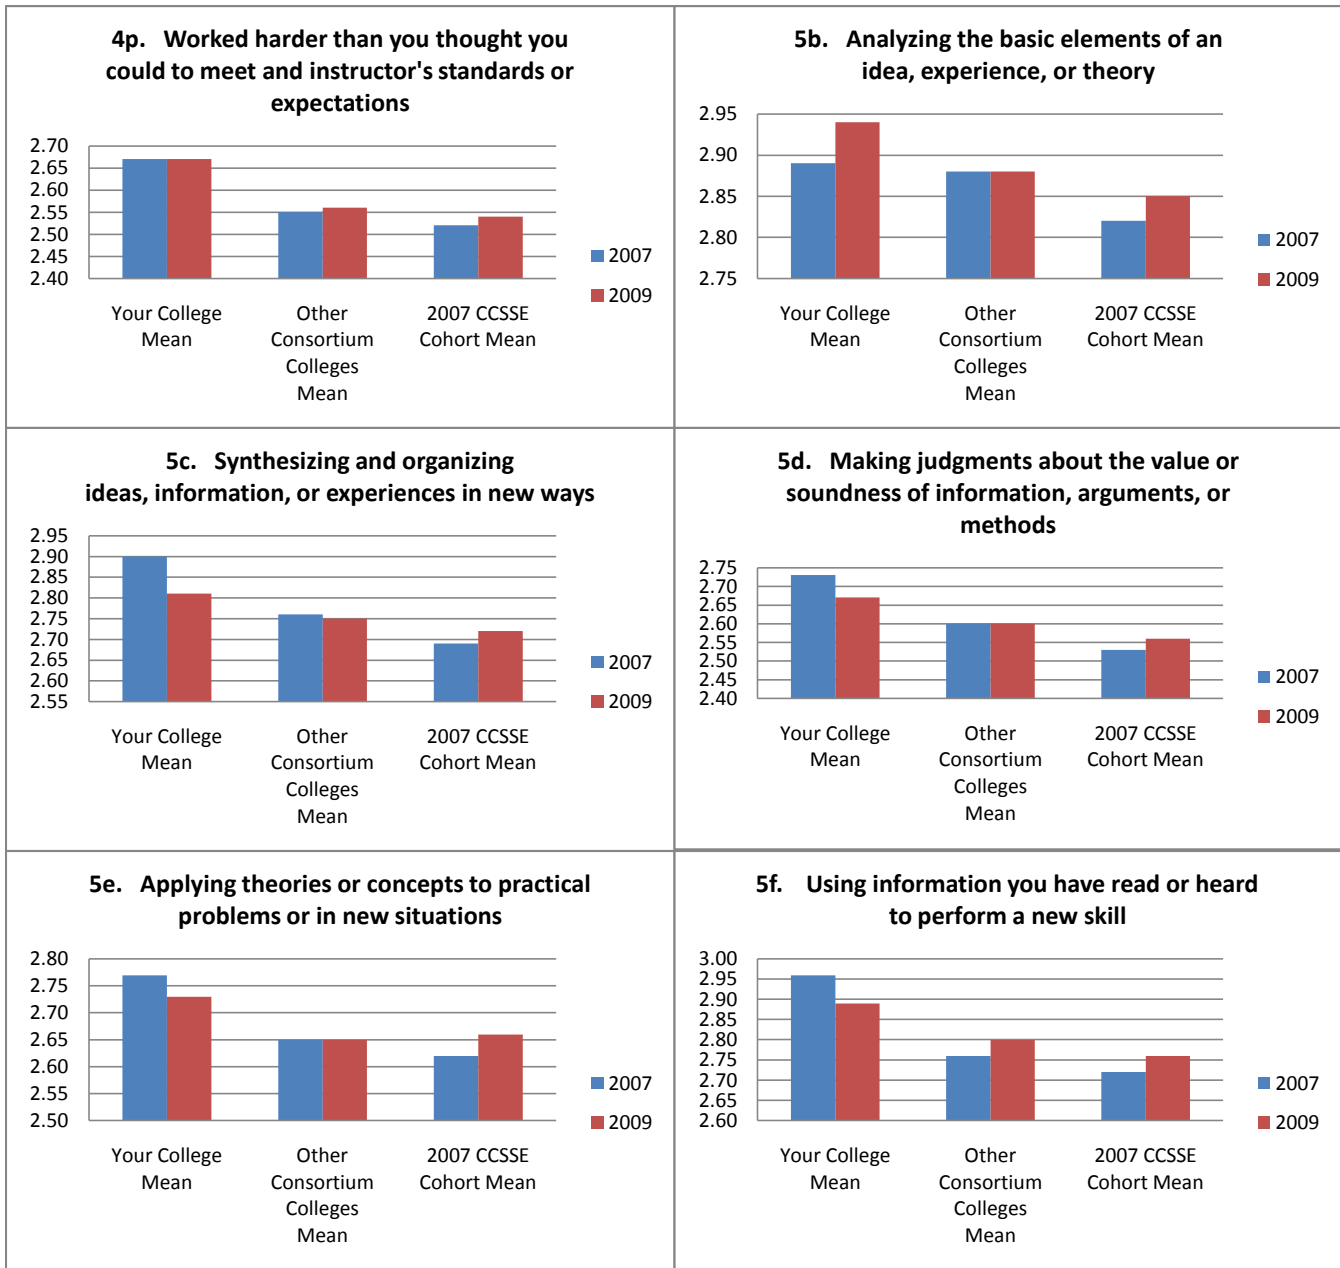 4p. Worked harder than you thought you
could to meet and instructor's standards or
expectations
2.70
2.65
2.60
2.55
2.50
2.45
2.40
2007
2009
Your College
Mean
Other
Consortium
Colleges
Mean
2007 CCSSE
Cohort Mean
5b. Analyzing the basic elements of an
idea, experience, or theory
2.95
2.90
2.85
2.80
2.75
2007
2009
Your College
Mean
Other
Consortium
Colleges
Mean
2007 CCSSE
Cohort Mean
5c. Synthesizing and organizing
ideas, information, or experiences in new ways
2.95
2.90
2.85
2.80
2.75
2.70
2.65
2.60
2.55
2007
2009
Your College
Mean
Other
Consortium
Colleges
Mean
2007 CCSSE
Cohort Mean
5d. Making judgments about the value or
soundness of information, arguments, or
methods
2.75
2.70
2.65
2.60
2.55
2.50
2.45
2.40
2007
2009
Your College
Mean
Other
Consortium
Colleges
Mean
2007 CCSSE
Cohort Mean
5e. Applying theories or concepts to practical
problems or in new situations
2.80
2.75
2.70
2.65
2.60
2.55
2.50
2007
2009
Your College
Mean
Other
Consortium
Colleges
Mean
2007 CCSSE
Cohort Mean
5f. Using information you have read or heard
to perform a new skill
3.00
2.95
2.90
2.85
2.80
2.75
2.70
2.65
2.60
2007
2009
Your College
Mean
Other
Consortium
Colleges
Mean
2007 CCSSE
Cohort Mean